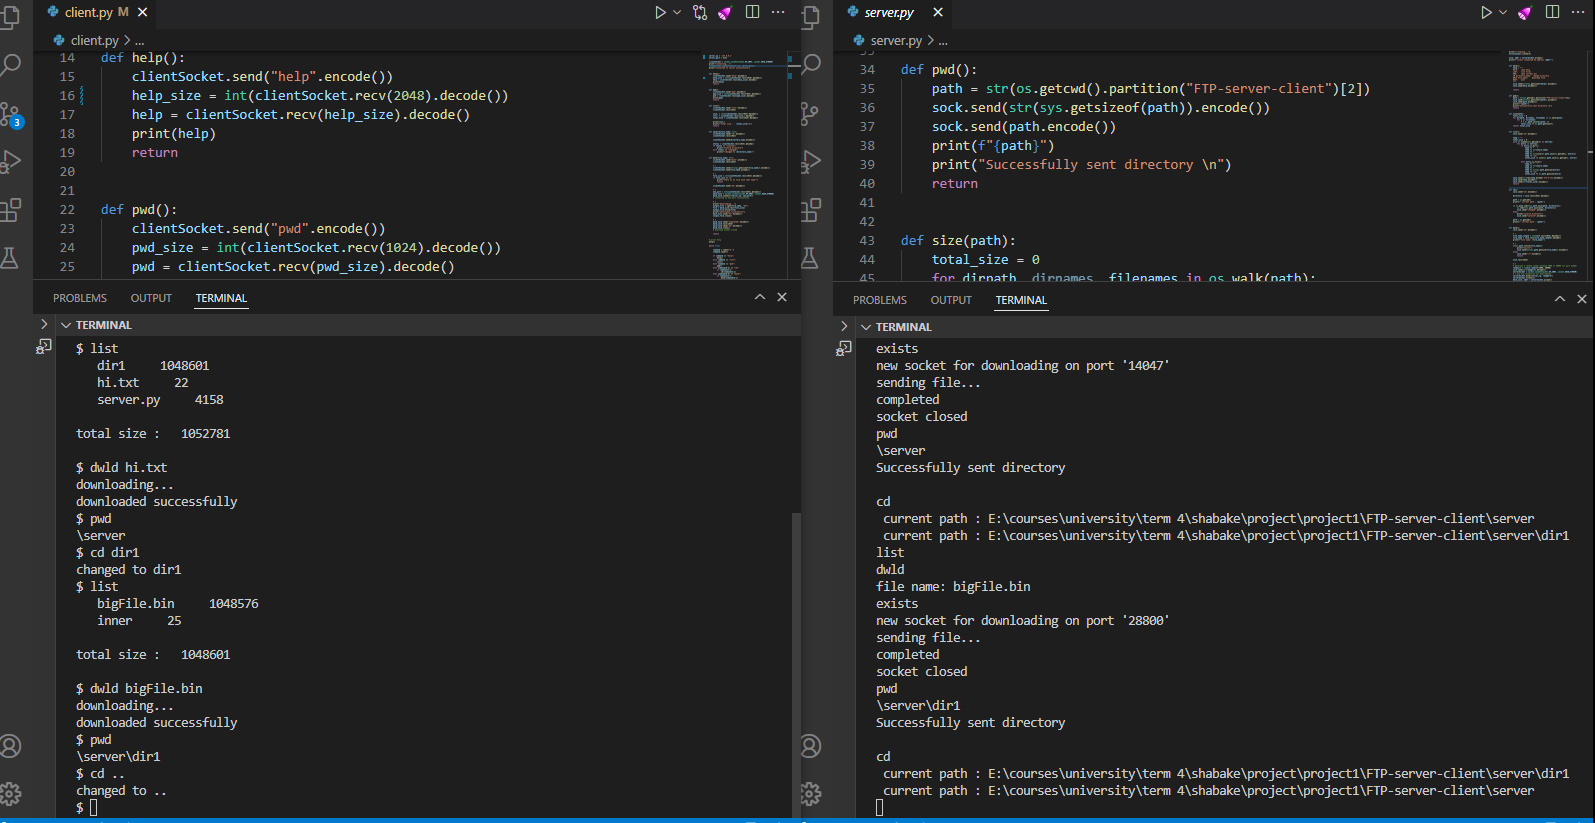 client.py M
client.py > ...
14 def help():
15 clientSocket.send("help".encode())
16 help_size = int(clientSocket.recv(2048).decode())
17 help = clientSocket.recv(help_size).decode()
18 print(help)
19 return
20
21
22 def pwd():
23 clientSocket.send("pwd".encode())
24 pwd_size = int(clientSocket.recv(1024).decode())
25 pwd = clientSocket.recv(pwd_size).decode()
3
PROBLEMS OUTPUT TERMINAL
TERMINAL
$ list
dir1 1048601
hi.txt 22
server.py 4158
total size : 1052781
$ dwld hi.txt
downloading...
downloaded successfully
$ pwd
\server
$ cd dir1
changed to dir1
$ list
bigFile.bin 1048576
inner 25
total size : 1048601
$ dwld bigFile.bin
downloading...
downloaded successfully
$ pwd
\server\dir1
$ cd ..
changed to ..
$
server.py
server.py > ...
34 def pwd():
35 path = str(os.getcwd().partition("FTP-server-client")[2])
36 sock.send(str(sys.getsizeof(path)).encode())
37 sock.send(path.encode())
38 print(f"{path}")
39 print("Successfully sent directory \n")
40 return
41
42
43 def size(path):
44 total_size = 0
45 for dirpath, dirnames, filenames in os.walk(path):
PROBLEMS OUTPUT TERMINAL
TERMINAL
exists
new socket for downloading on port '14047'
sending file...
completed
socket closed
pwd
\server
Successfully sent directory
cd
current path : E:\courses\university\term 4\shabake\project\project1\FTP-server-client\server
current path : E:\courses\university\term 4\shabake\project\project1\FTP-server-client\server\dir1
list
dwld
file name: bigFile.bin
exists
new socket for downloading on port '28800'
sending file...
completed
socket closed
pwd
\server\dir1
Successfully sent directory
cd
current path : E:\courses\university\term 4\shabake\project\project1\FTP-server-client\server\dir1
current path : E:\courses\university\term 4\shabake\project\project1\FTP-server-client\server